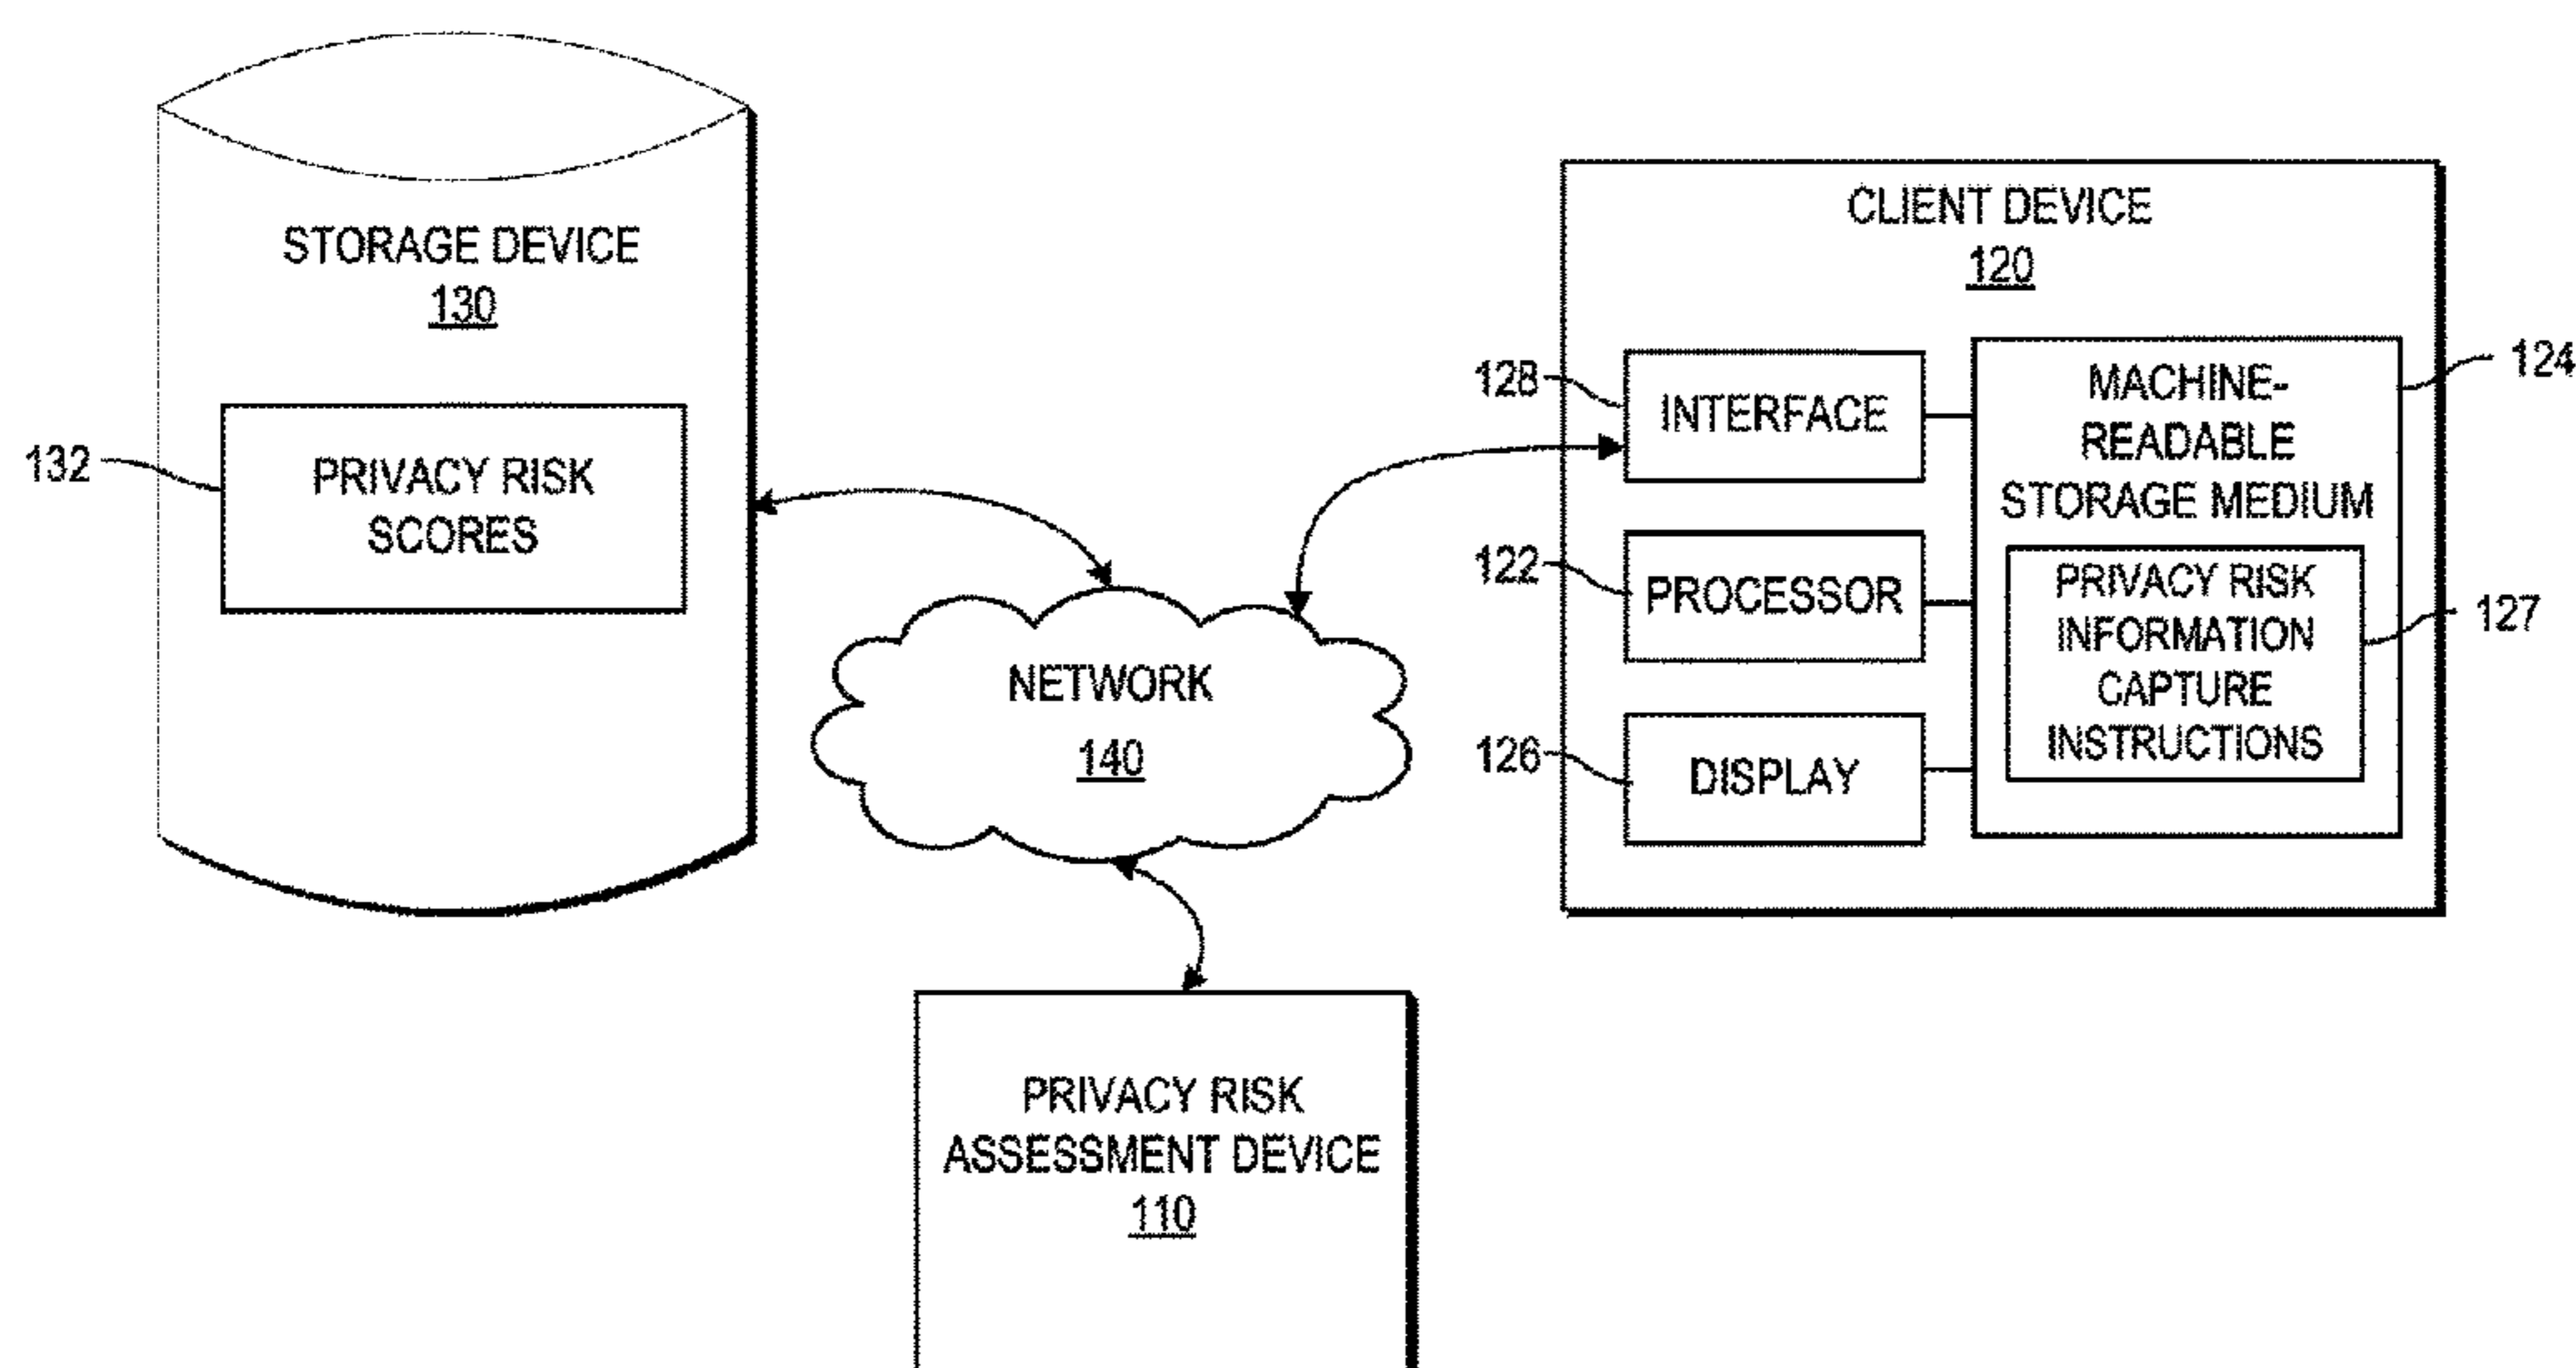 STORAGE DEVICE
130
132
PRIVACY RISK
SCORES
NETWORK
140
CLIENT DEVICE
120
128
INTERFACE
122
PROCESSOR
126
DISPLAY
MACHINE-
READABLE
STORAGE MEDIUM
124
PRIVACY RISK
INFORMATION
CAPTURE
INSTRUCTIONS
127
PRIVACY RISK
ASSESSMENT DEVICE
110